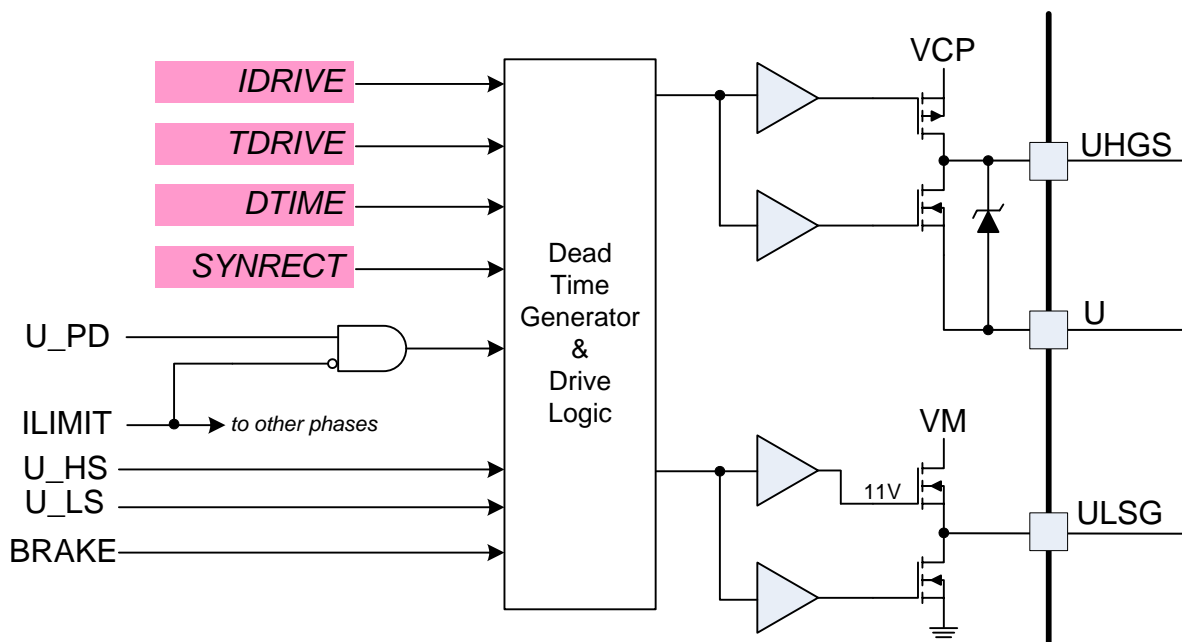 IDRIVE
TDRIVE
DTIME
SYNRECT
U_PD
ILIMIT
to other phases
U_HS
U_LS
BRAKE
Dead
Time
Generator
&
Drive
Logic
VCP
UHGS
U
VM
11V
ULSG